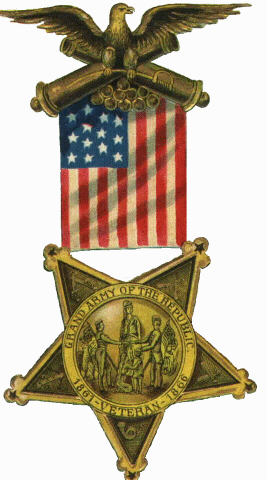 GRAND ARMY OF THE REPUBLIC
1861-VETERAN-1866